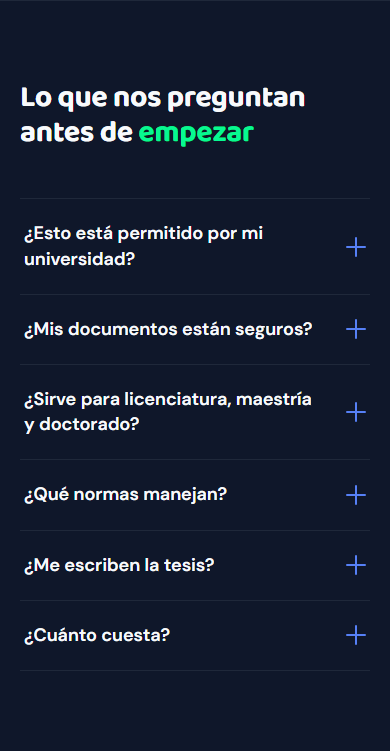 Lo que nos preguntan
antes de empezar
¿Esto está permitido por mi
universidad?
¿Mis documentos están seguros?
¿Sirve para licenciatura, maestría
y doctorado?
¿Qué normas manejan?
¿Me escriben la tesis?
¿Cuánto cuesta?